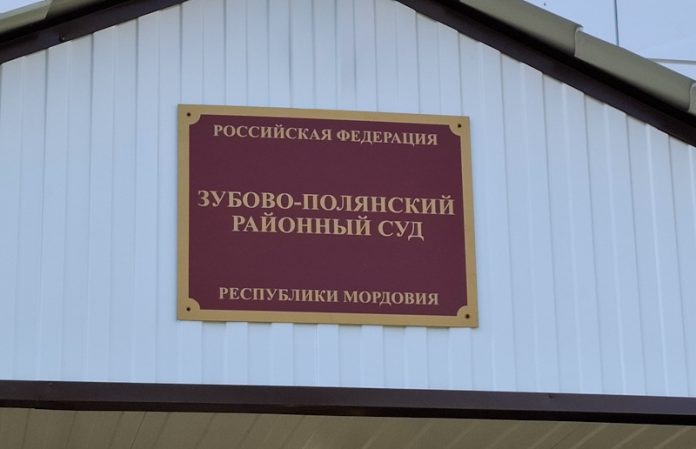 РОССИЙСКАЯ ФЕДЕРАЦИЯ
ЗУБОВО-ПОЛЯНСКИЙ
РАЙОННЫЙ СУД
РЕСПУБЛИКИ МОРДОВИЯ